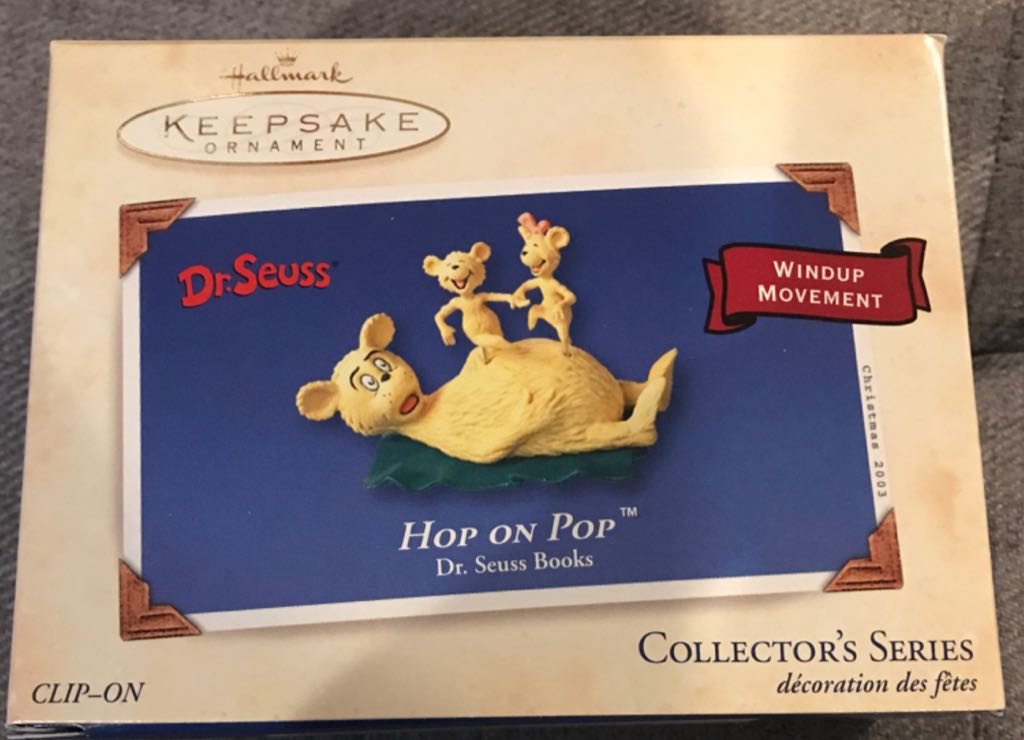 Hallmark
KEEPSAKE
ORNAMENT
Dr. Seuss
WINDUP
MOVEMENT
Christmas 2003
HOP ON POP™
Dr. Seuss Books
COLLECTOR'S SERIES
décoration des fêtes
CLIP–ON